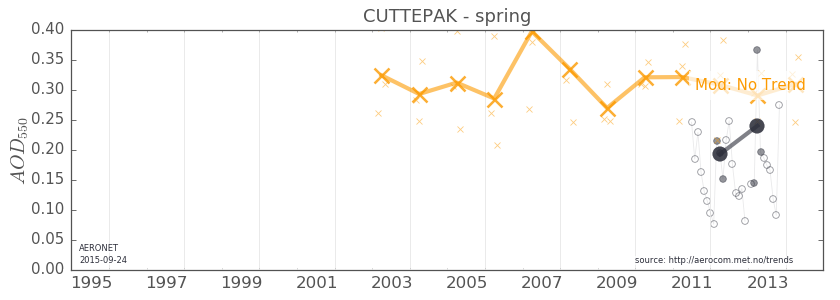 CUTTEPAK - spring
0.40
0.35
0.30
0.25
0.20
0.15
0.10
0.05
0.00
AOD550
Mod: No Trend
AERONET
2015-09-24
source: http://aerocom.met.no/trends
1995 1997 1999 2001 2003 2005 2007 2009 2011 2013